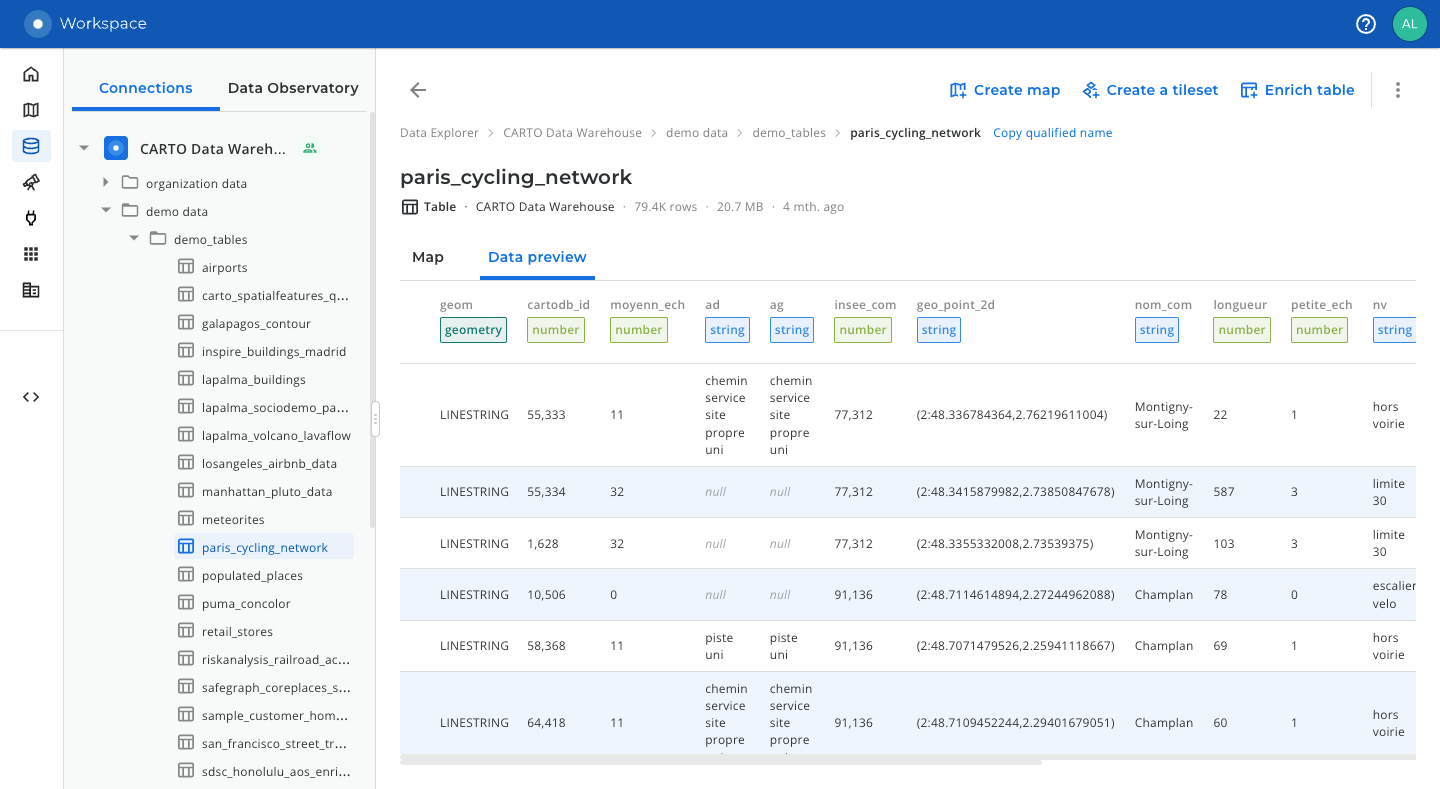 Workspace
AL
Connections
Data Observatory
CARTO Data Wareh...
organization data
demo data
demo_tables
airports
carto_spatialfeatures_q...
galapagos_contour
inspire_buildings_madrid
lapalma_buildings
lapalma_sociodemo_pa...
lapalma_volcano_lavaflow
losangeles_airbnb_data
manhattan_pluto_data
meteorites
paris_cycling_network
populated_places
puma_concolor
retail_stores
riskanalysis_railroad_ac...
safegraph_coreplaces_s...
sample_customer_hom...
san_francisco_street_tr...
sdsc_honolulu_aos_enri...
Create map
Create a tileset
Enrich table
Data Explorer > CARTO Data Warehouse > demo data > demo_tables > paris_cycling_network Copy qualified name
paris_cycling_network
Table · CARTO Data Warehouse · 79.4K rows · 20.7 MB · 4 mth. ago
Map
Data preview
geom cartodb_id moyenn_ech ad ag insee_com geo_point_2d nom_com longueur petite_ech nv
geometry number number string string number string string number number string
LINESTRING 55,333 11 chemin service site propre uni chemin service site propre uni 77,312 (2:48.336784364,2.76219611004) Montigny-sur-Loing 22 1 hors voirie
LINESTRING 55,334 32 null null 77,312 (2:48.3415879982,2.73850847678) Montigny-sur-Loing 587 3 limite 30
LINESTRING 1,628 32 null null 77,312 (2:48.3355332008,2.73539375) Montigny-sur-Loing 103 3 limite 30
LINESTRING 10,506 0 null null 91,136 (2:48.7114614894,2.27244962088) Champlan 78 0 escalier velo
LINESTRING 58,368 11 piste uni piste uni 91,136 (2:48.7071479526,2.25941118667) Champlan 69 1 hors voirie
LINESTRING 64,418 11 chemin service site propre chemin service site propre 91,136 (2:48.7109452244,2.29401679051) Champlan 60 1 hors voirie